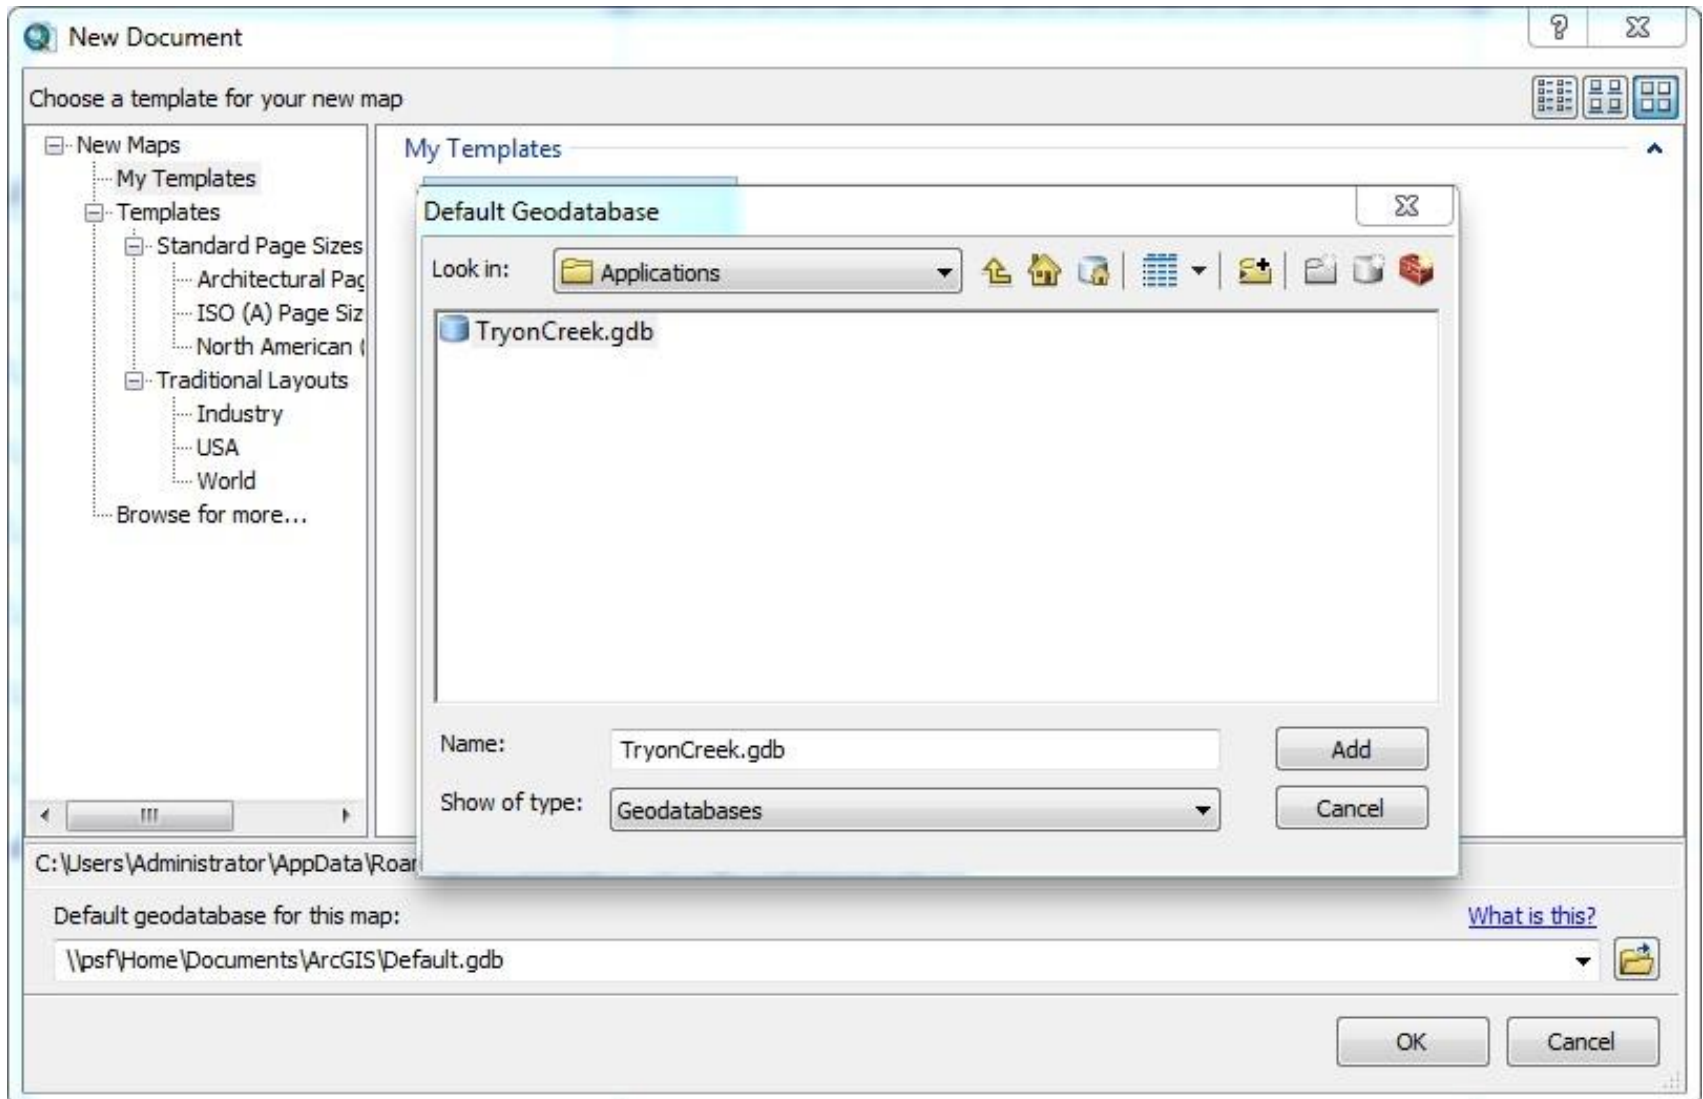 New Document
Choose a template for your new map
New Maps
My Templates
Templates
Standard Page Sizes
Architectural Pag
ISO (A) Page Siz
North American (
Traditional Layouts
Industry
USA
World
Browse for more...
My Templates
Default Geodatabase
Look in:
Applications
TryonCreek.gdb
Name:
TryonCreek.gdb
Add
Show of type:
Geodatabases
Cancel
C:\Users\Administrator\AppData\Roar
Default geodatabase for this map:
What is this?
\\psf\Home\Documents\ArcGIS\Default.gdb
OK
Cancel